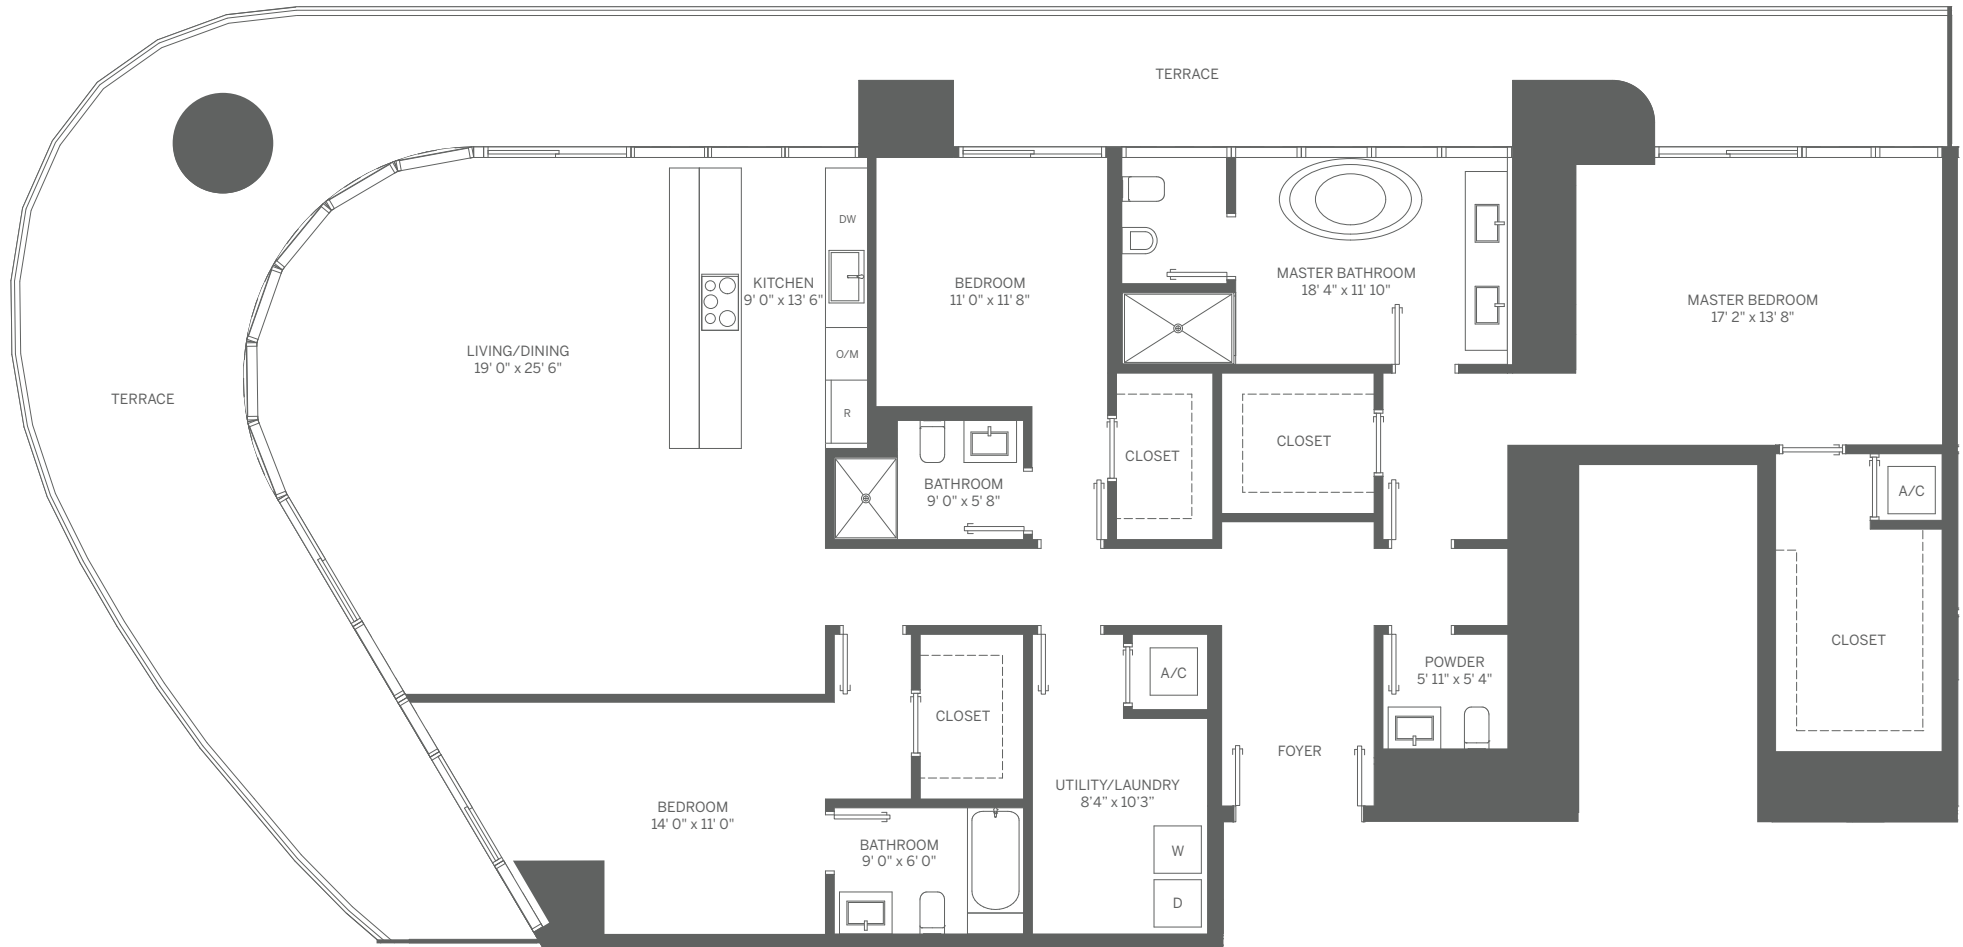 TERRACE
DW
KITCHEN
9' 0" x 13' 6"
BEDROOM
11' 0" x 11' 8"
MASTER BATHROOM
18' 4" x 11' 10"
MASTER BEDROOM
17' 2" x 13' 8"
LIVING/DINING
19' 0" x 25' 6"
O/M
TERRACE
R
CLOSET
CLOSET
BATHROOM
9' 0" x 5' 8"
A/C
CLOSET
POWDER
5' 11" x 5' 4"
A/C
CLOSET
FOYER
UTILITY/LAUNDRY
8'4" x 10'3"
BEDROOM
14' 0" x 11' 0"
BATHROOM
9' 0" x 6' 0"
W
D